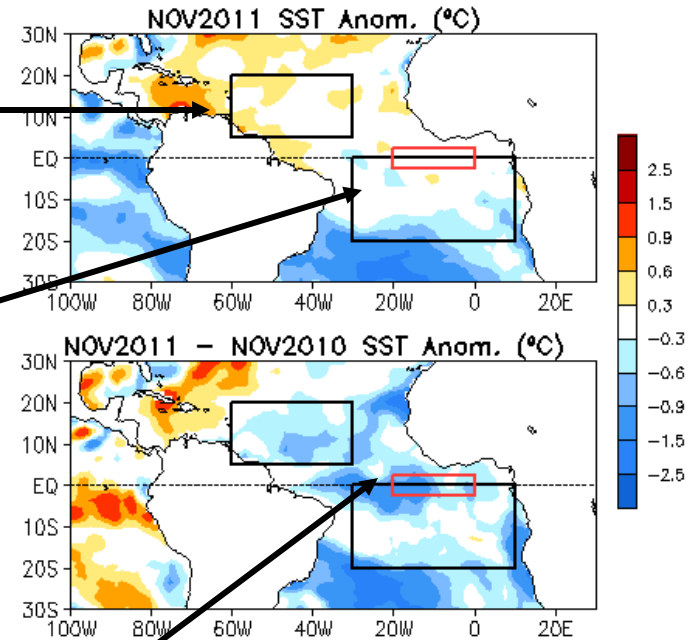 NOV2011 SST Anom. (°C)
30N
20N
10N
EQ
10S
20S
30S
100W 80W 60W 40W 20W 0 20E
2.5
1.5
0.9
0.6
0.3
-0.3
-0.6
-0.9
-1.5
-2.5
NOV2011 - NOV2010 SST Anom. (°C)
30N
20N
10N
EQ
10S
20S
30S
100W 80W 60W 40W 20W 0 20E